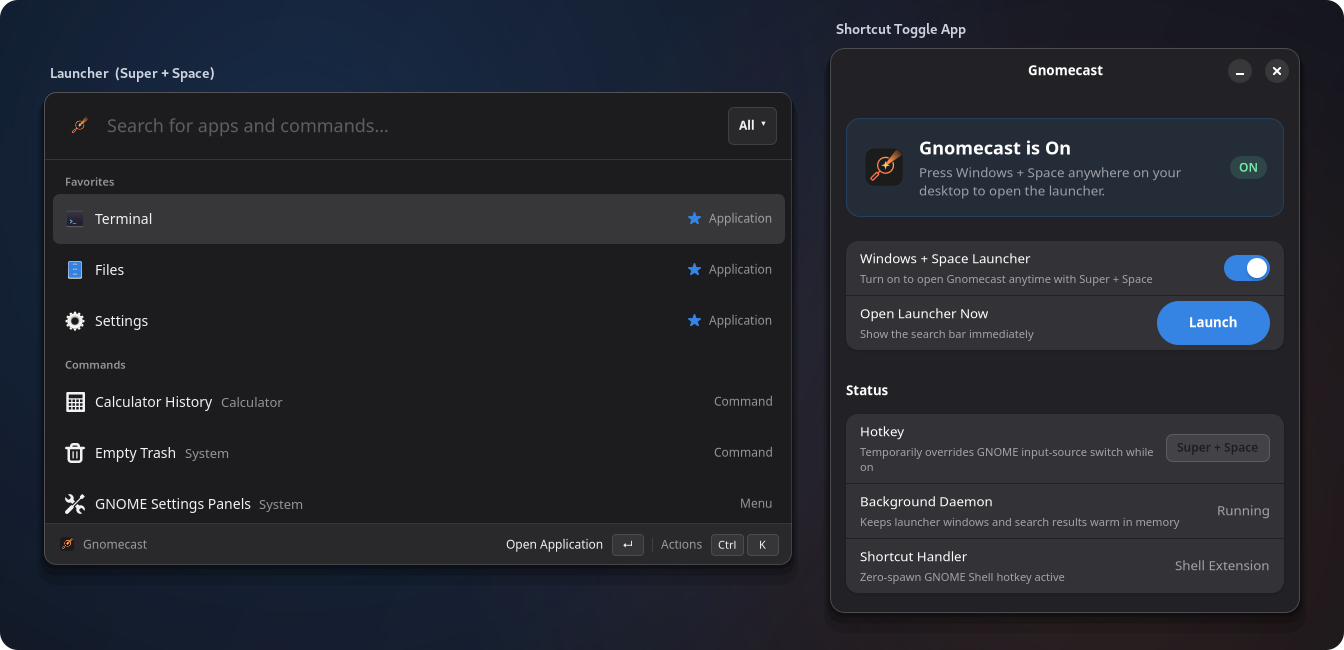 Launcher (Super + Space)
Search for apps and commands...
All
Favorites
Terminal
Application
Files
Application
Settings
Application
Commands
Calculator History Calculator
Command
Empty Trash System
Command
GNOME Settings Panels System
Menu
Gnomecast
Open Application
Actions
Ctrl
K
Shortcut Toggle App
Gnomecast
Gnomecast is On
Press Windows + Space anywhere on your
desktop to open the launcher.
ON
Windows + Space Launcher
Turn on to open Gnomecast anytime with Super + Space
Open Launcher Now
Show the search bar immediately
Launch
Status
Hotkey
Temporarily overrides GNOME input-source switch while
on
Super + Space
Background Daemon
Keeps launcher windows and search results warm in memory
Running
Shortcut Handler
Zero-spawn GNOME Shell hotkey active
Shell Extension